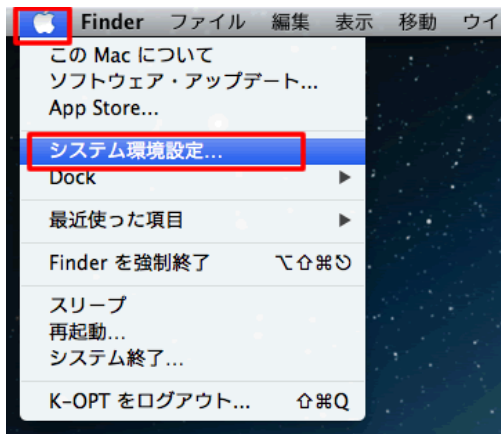 Finder ファイル 編集 表示 移動 ウイ
この Mac について
ソフトウェア・アップデート...
App Store...
システム環境設定...
Dock ▶
最近使った項目 ▶
Finder を強制終了 ⌥⇧⌘⎋
スリープ
再起動...
システム終了...
K-OPT をログアウト... ⇧⌘Q